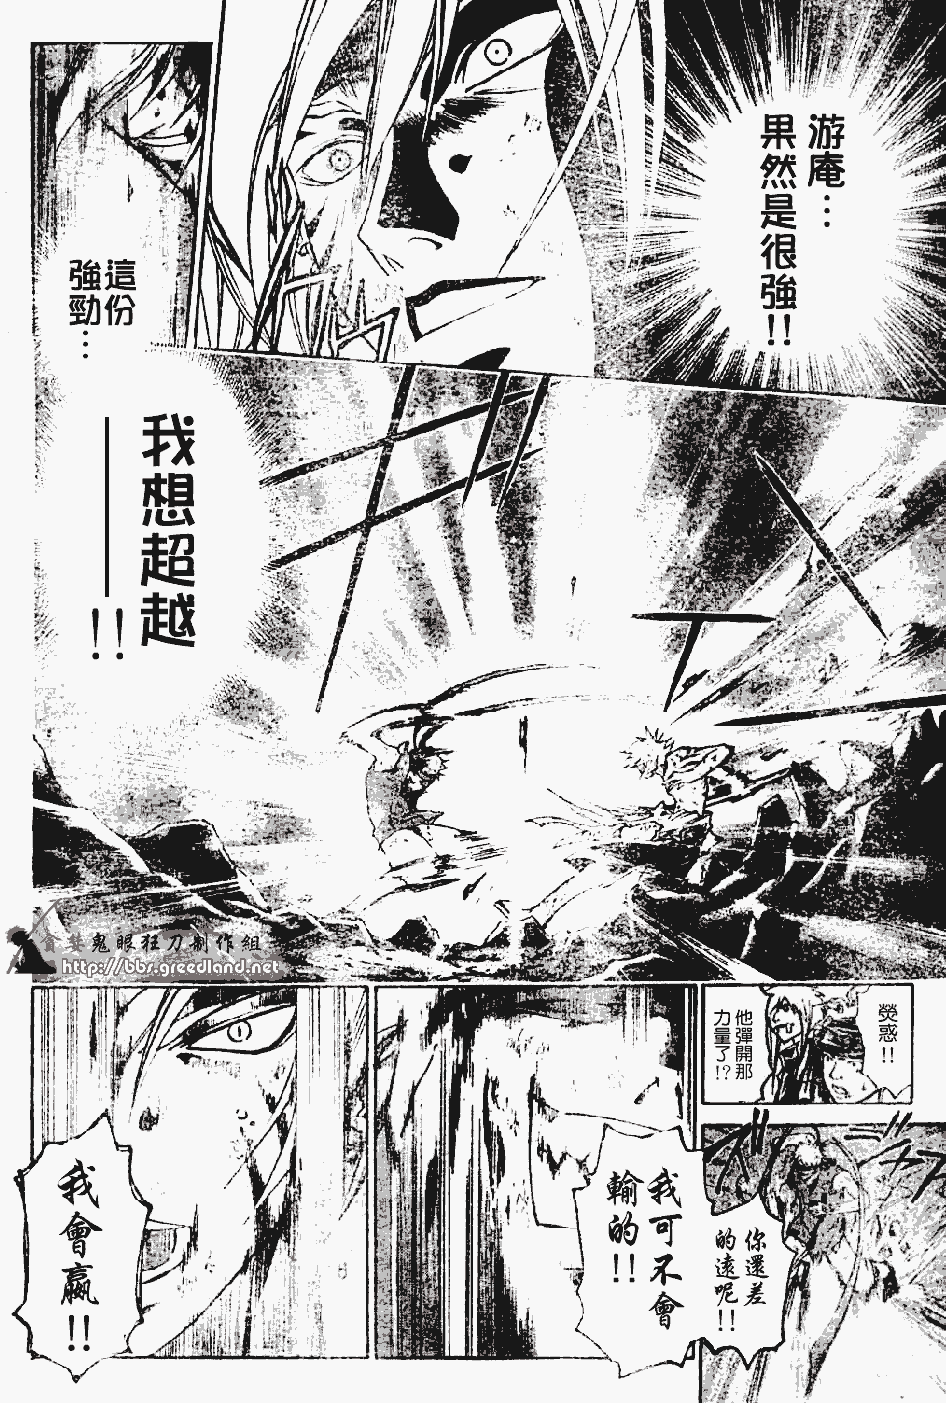 游庵…
果然是很強!!
這份
強勁…
我想超越
——!!
熒惑!!
他彈開那
力量了!?
你還差
的遠呢!!
我可不會
輸的!!
我會贏!!
鬼眼狂刀制作組
http://bbs.greedland.net